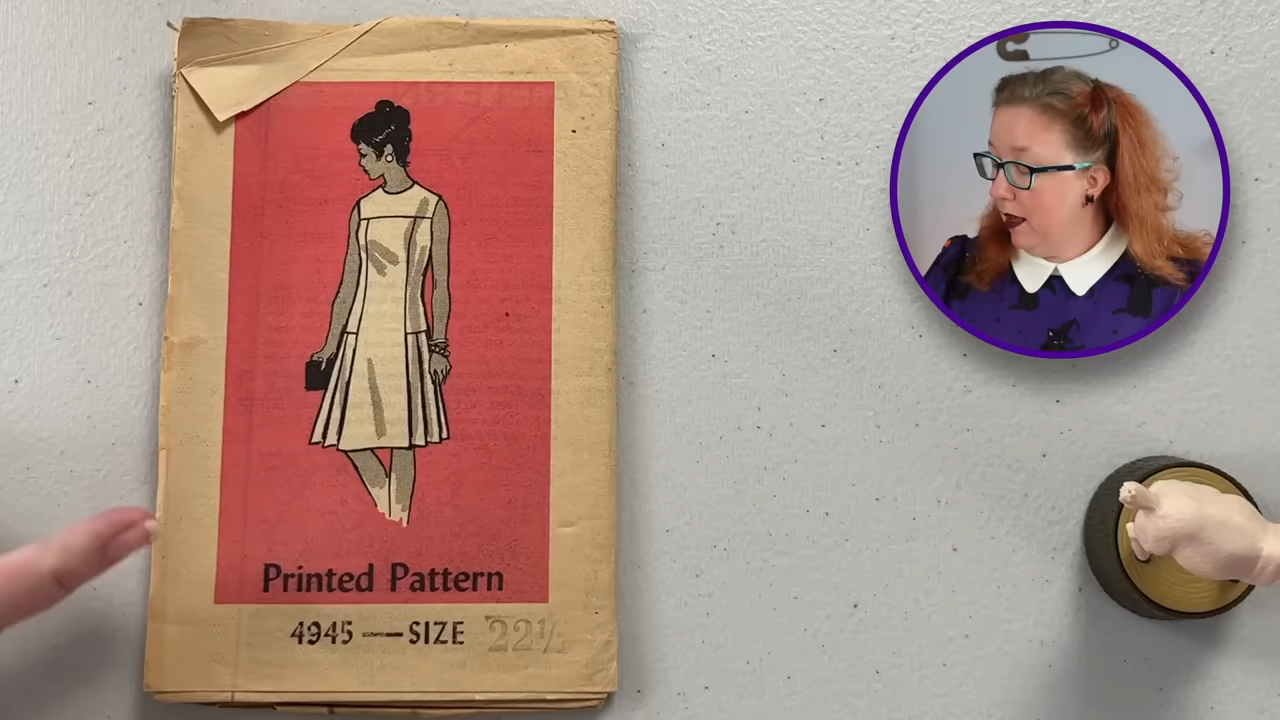 Printed Pattern
4945 — SIZE 22½